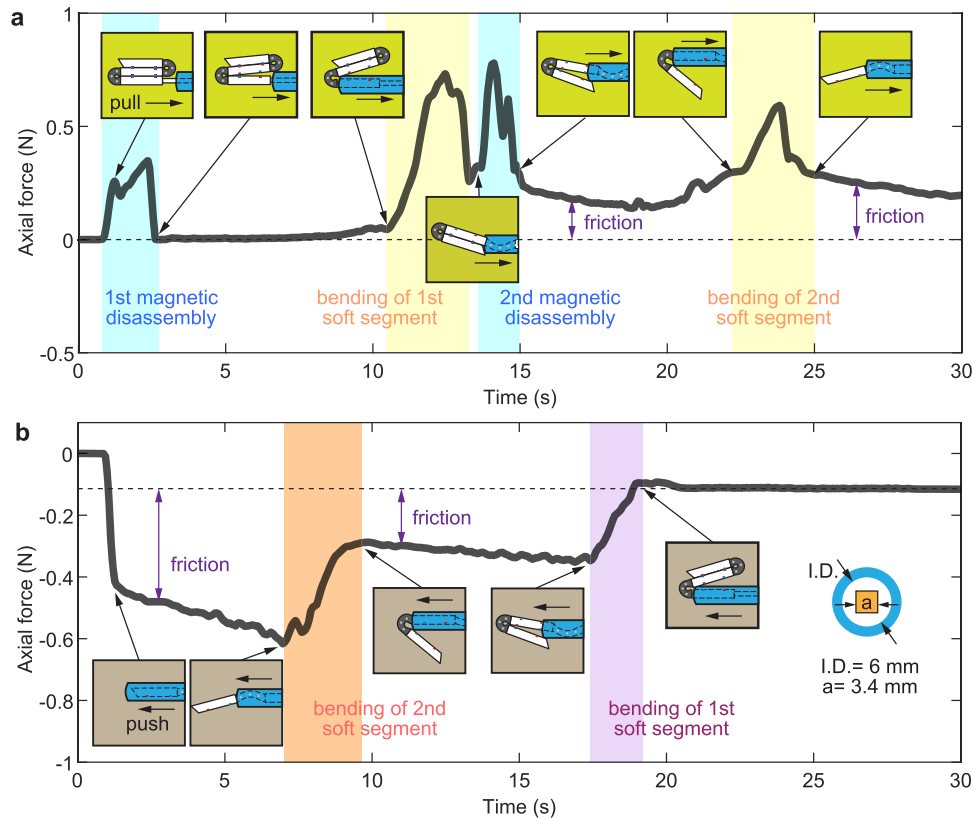 a
1
0.5
0
-0.5
Axial force (N)
pull
friction
friction
1st magnetic
disassembly
bending of 1st
soft segment
2nd magnetic
disassembly
bending of 2nd
soft segment
0 5 10 15 20 25 30
Time (s)
b
0
-0.2
-0.4
-0.6
-0.8
-1
Axial force (N)
friction
friction
push
bending of 2nd
soft segment
bending of 1st
soft segment
I.D.
a
I.D.= 6 mm
a= 3.4 mm
0 5 10 15 20 25 30
Time (s)